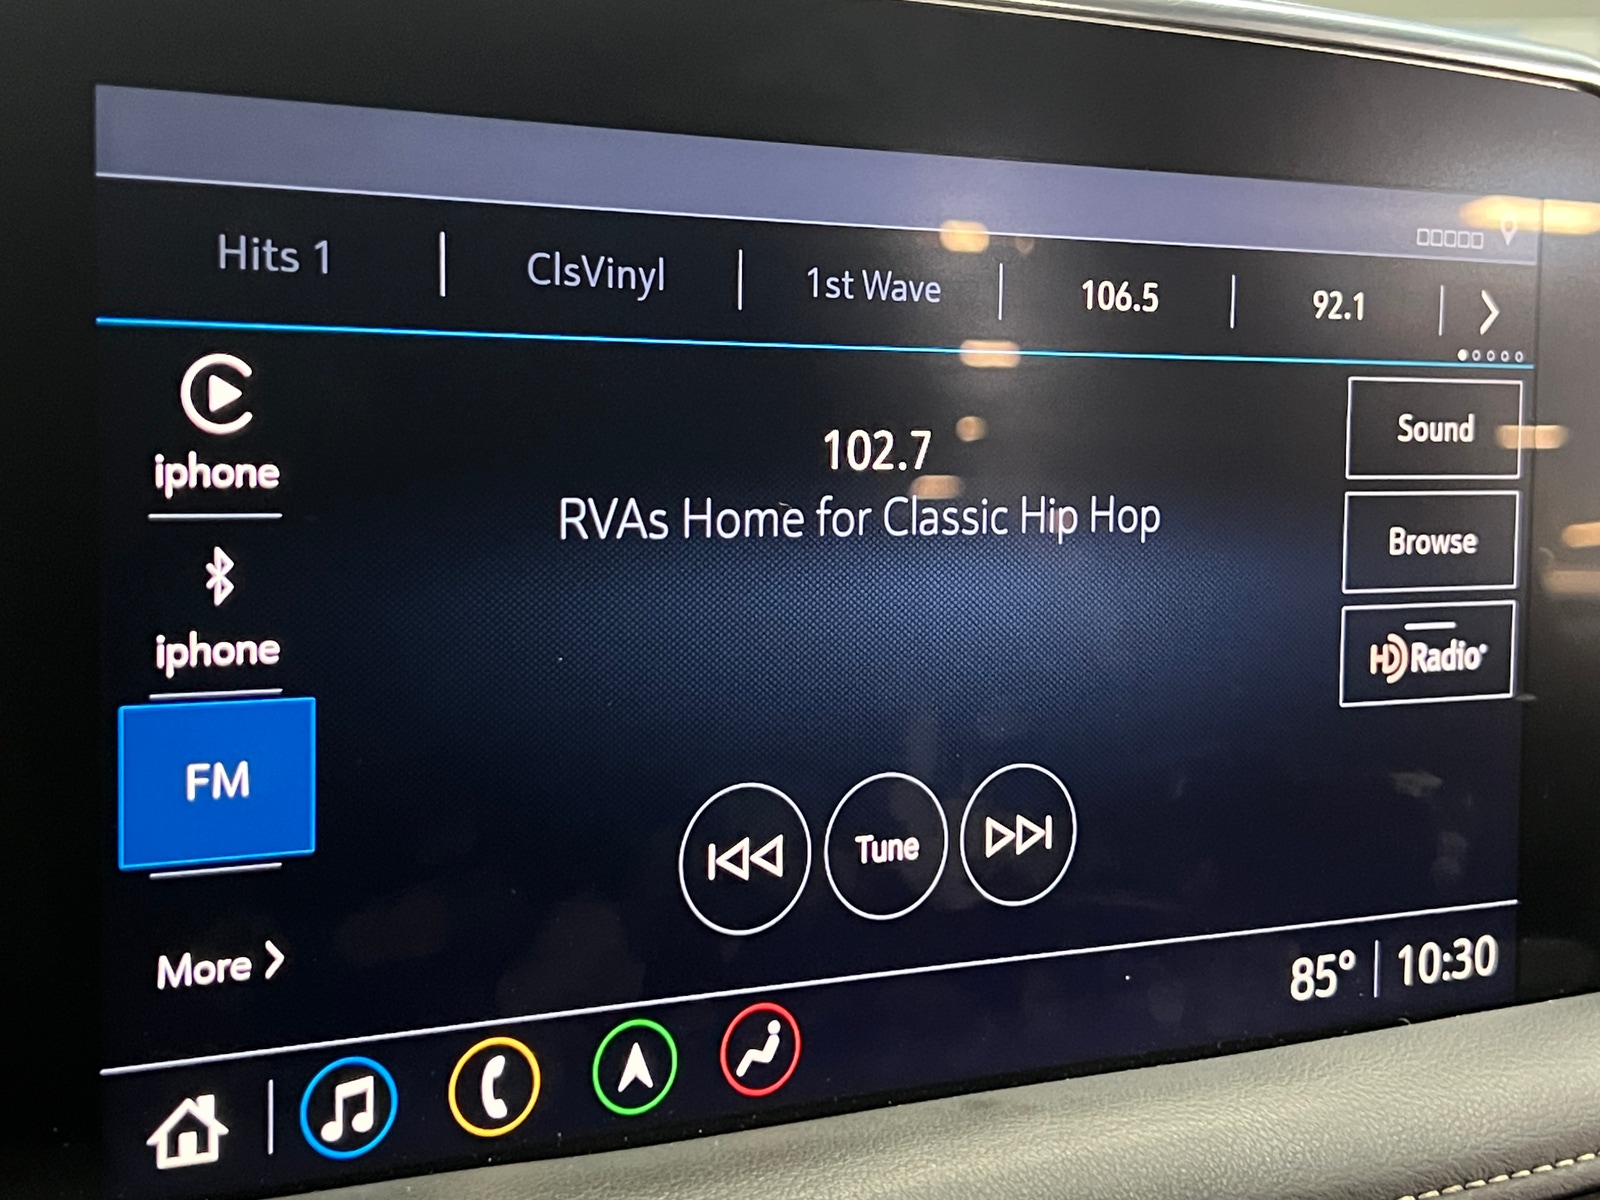 Hits 1
ClsVinyl
1st Wave
106.5
92.1
iphone
102.7
RVAs Home for Classic Hip Hop
Sound
Browse
HD Radio
iphone
FM
Tune
More
85° 10:30